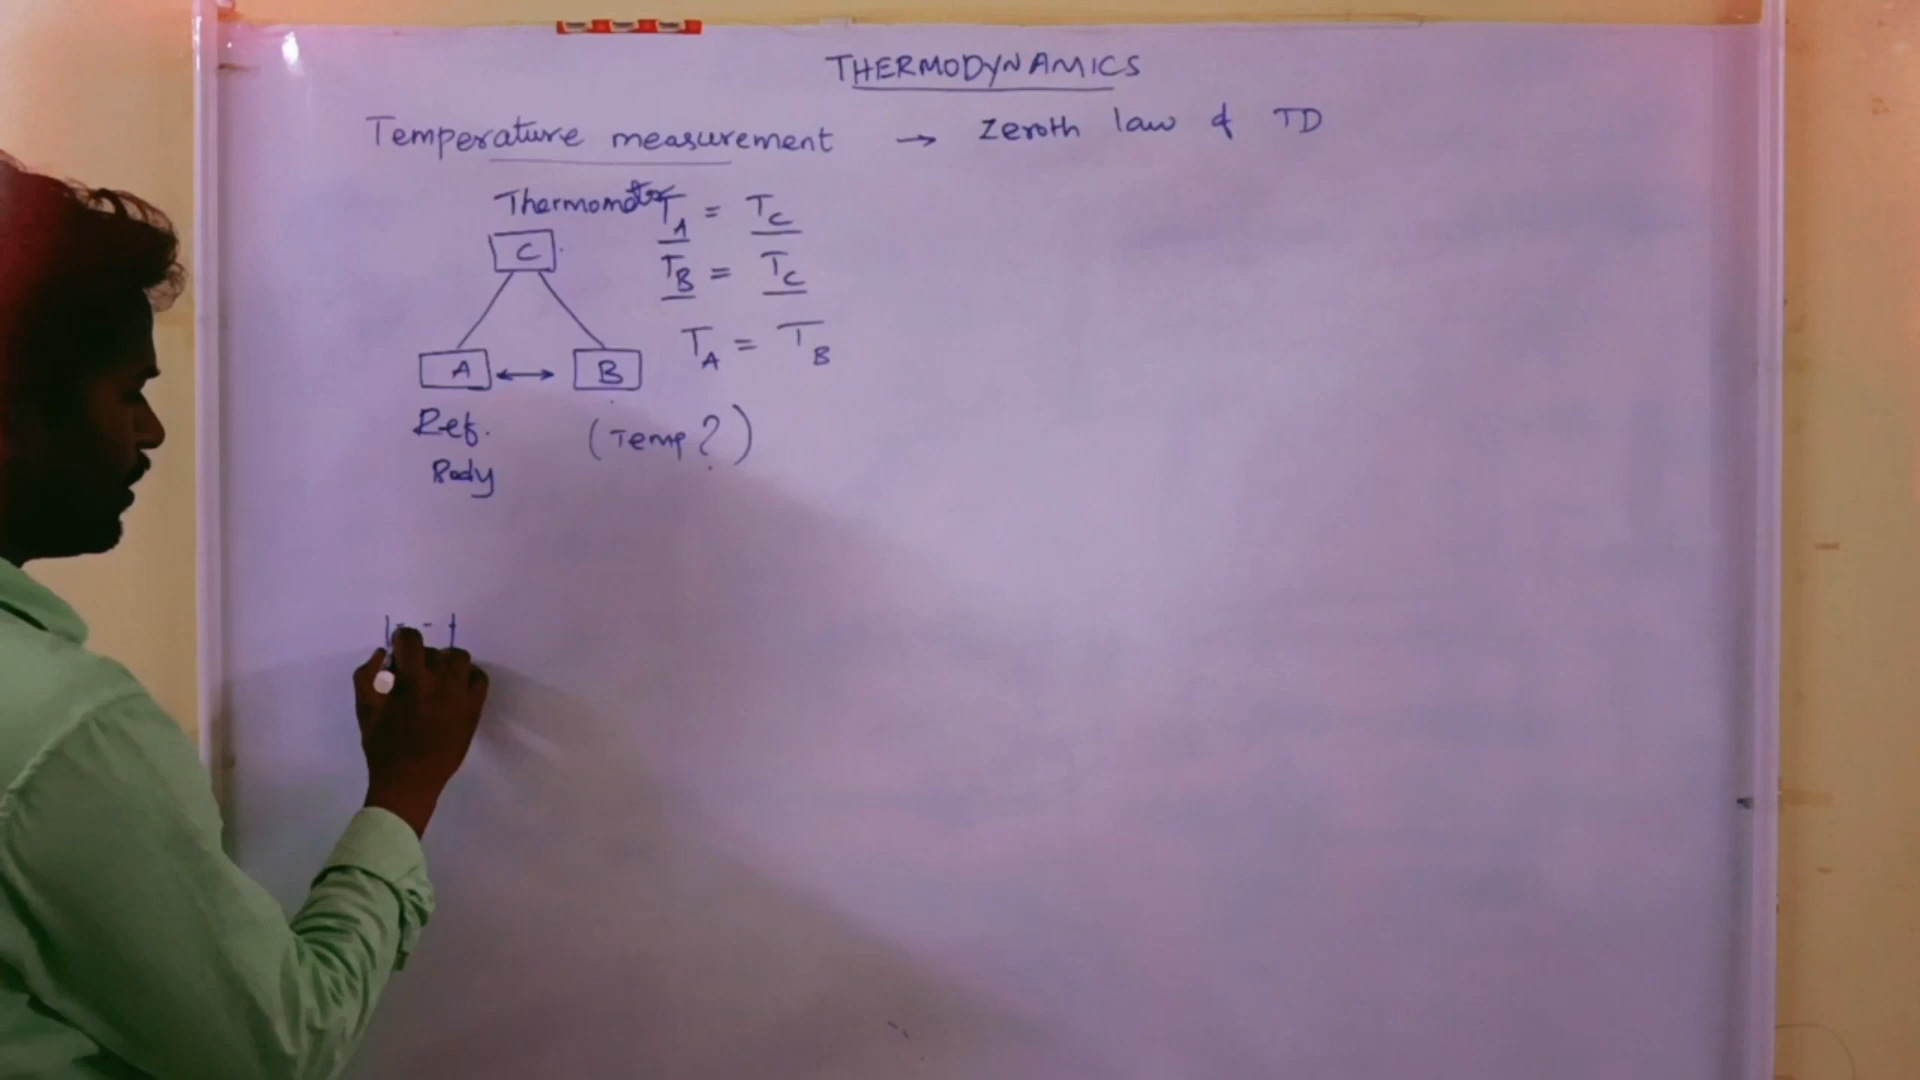 THERMODYNAMICS
Temperature measurement → Zeroth law of TD
Thermometer
T_A = T_C
C
T_B = T_C
T_A = T_B
A ↔ B
Ref. (Temp?)
Body